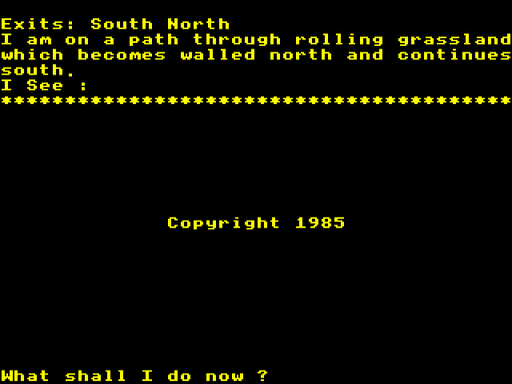 Exits: South North
I am on a path through rolling grassland
which becomes walled north and continues
south.
I See :
****************************************
Copyright 1985
What shall I do now ?